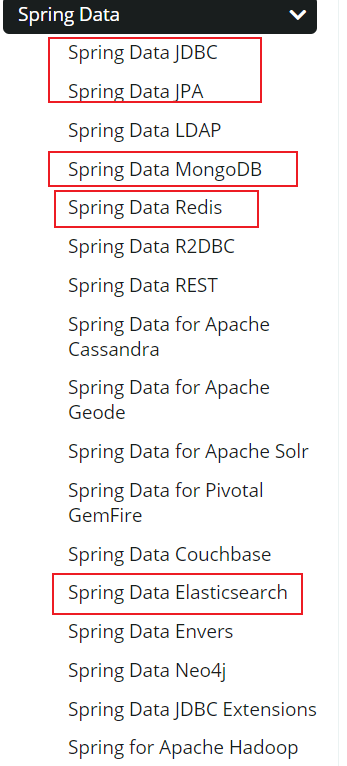 Spring Data
Spring Data JDBC
Spring Data JPA
Spring Data LDAP
Spring Data MongoDB
Spring Data Redis
Spring Data R2DBC
Spring Data REST
Spring Data for Apache
Cassandra
Spring Data for Apache
Geode
Spring Data for Apache Solr
Spring Data for Pivotal
GemFire
Spring Data Couchbase
Spring Data Elasticsearch
Spring Data Envers
Spring Data Neo4j
Spring Data JDBC Extensions
Spring for Apache Hadoop